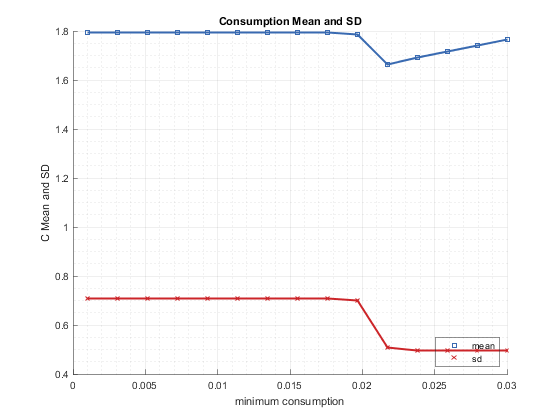 Consumption Mean and SD
1.8
1.6
1.4
1.2
1
0.8
0.6
0.4
C Mean and SD
mean
sd
0 0.005 0.01 0.015 0.02 0.025 0.03
minimum consumption